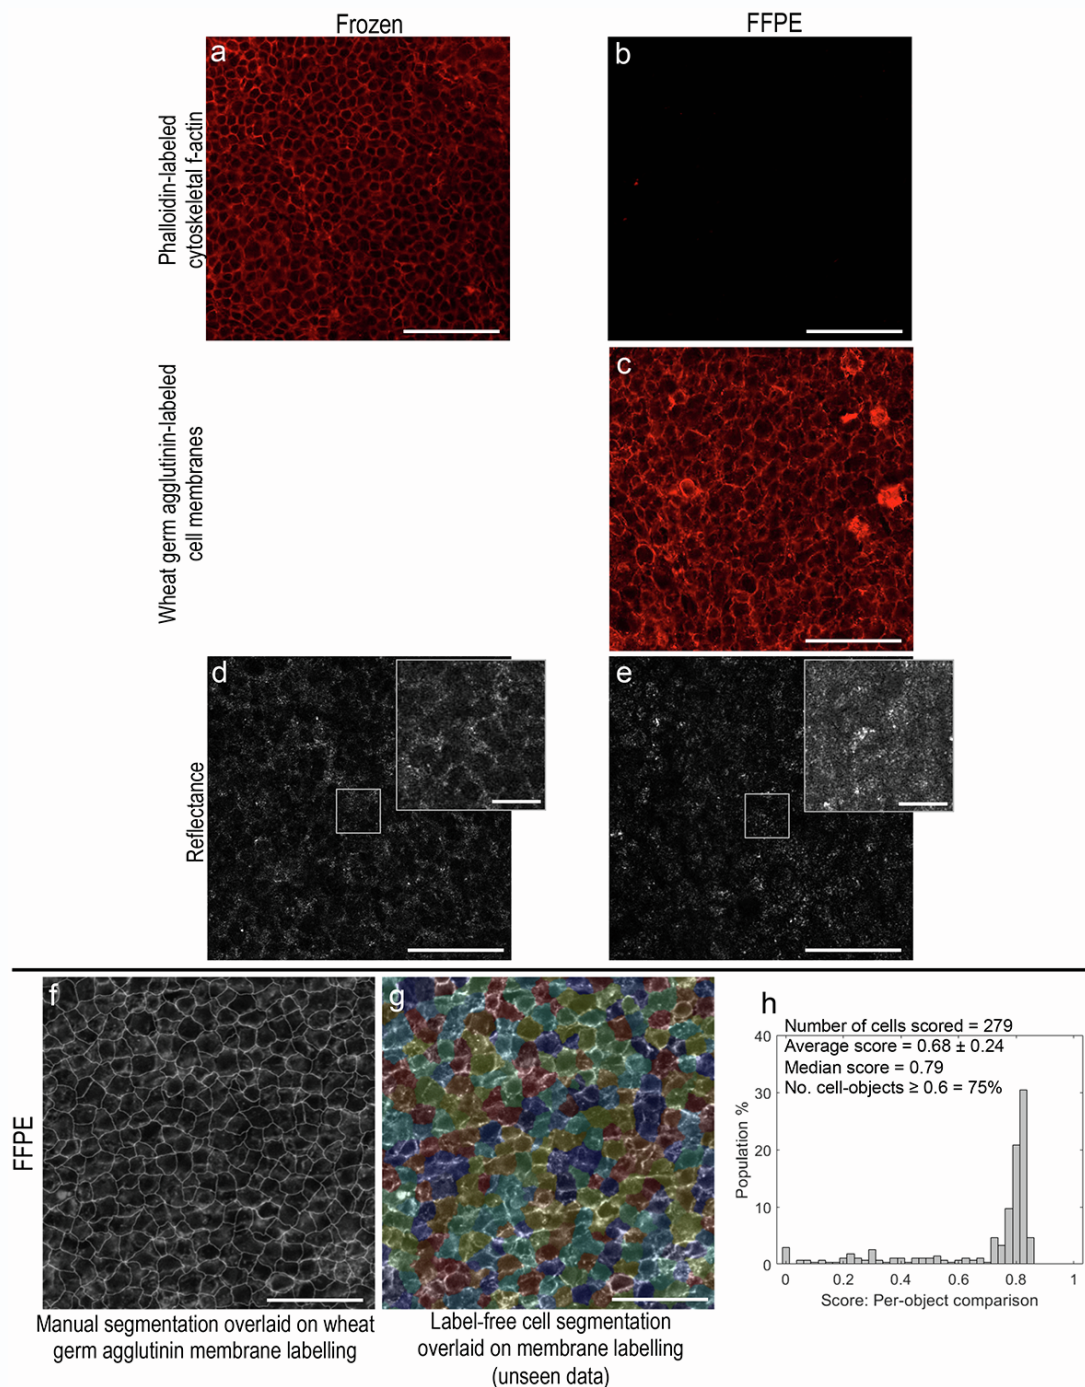 Frozen
FFPE
a
b
Phalloidin-labeled
cytoskeletal f-actin
c
Wheat germ agglutinin-labeled
cell membranes
d
e
Reflectance
f
g
h
FFPE
Number of cells scored = 279
Average score = 0.68 ± 0.24
Median score = 0.79
No. cell-objects ≥ 0.6 = 75%
40
30
20
10
0
Population %
0 0.2 0.4 0.6 0.8 1
Score: Per-object comparison
Manual segmentation overlaid on wheat
germ agglutinin membrane labelling
Label-free cell segmentation
overlaid on membrane labelling
(unseen data)